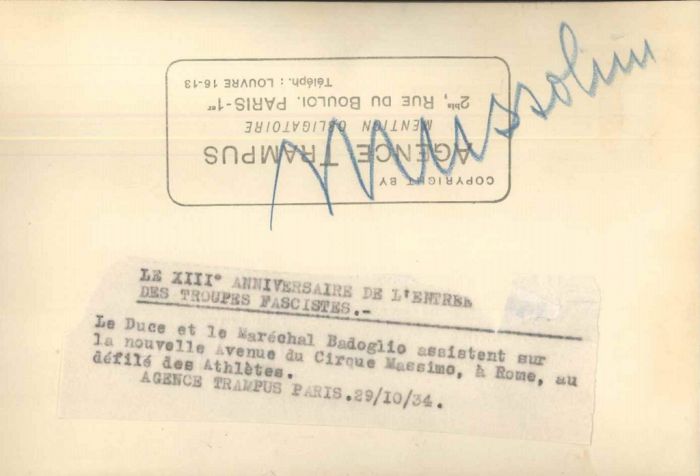 Mussolini
COPYRIGHT BY
AGENCE TRAMPUS
MENTION OBLIGATOIRE
2bis, RUE DU BOULOI. PARIS-1er
Téléph. : LOUVRE 16-13
LE XIII° ANNIVERSAIRE DE L'ENTREE
DES TROUPES FASCISTES.-
Le Duce et le Maréchal Badoglio assistent sur
la nouvelle Avenue du Cirque Massimo, à Rome, au
défilé des Athlètes.
AGENCE TRAMPUS PARIS.29/10/34.